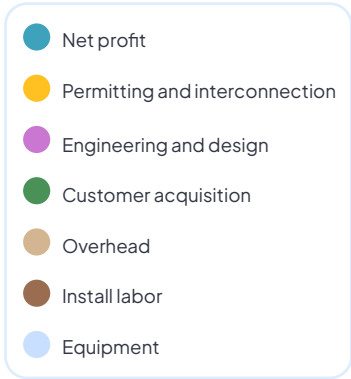 Net profit
Permitting and interconnection
Engineering and design
Customer acquisition
Overhead
Install labor
Equipment